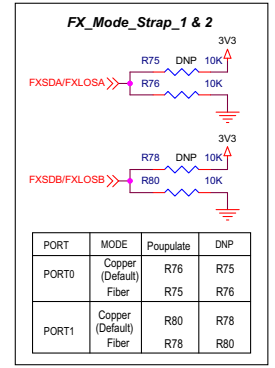 FX_Mode_Strap_1 & 2
3V3
R75 DNP 10K
FXSDA/FXLOSA R76 10K
3V3
R78 DNP 10K
FXSDB/FXLOSB R80 10K
PORT MODE Poupulate DNP
PORT0 Copper (Default) R76 R75
Fiber R75 R76
PORT1 Copper (Default) R80 R78
Fiber R78 R80